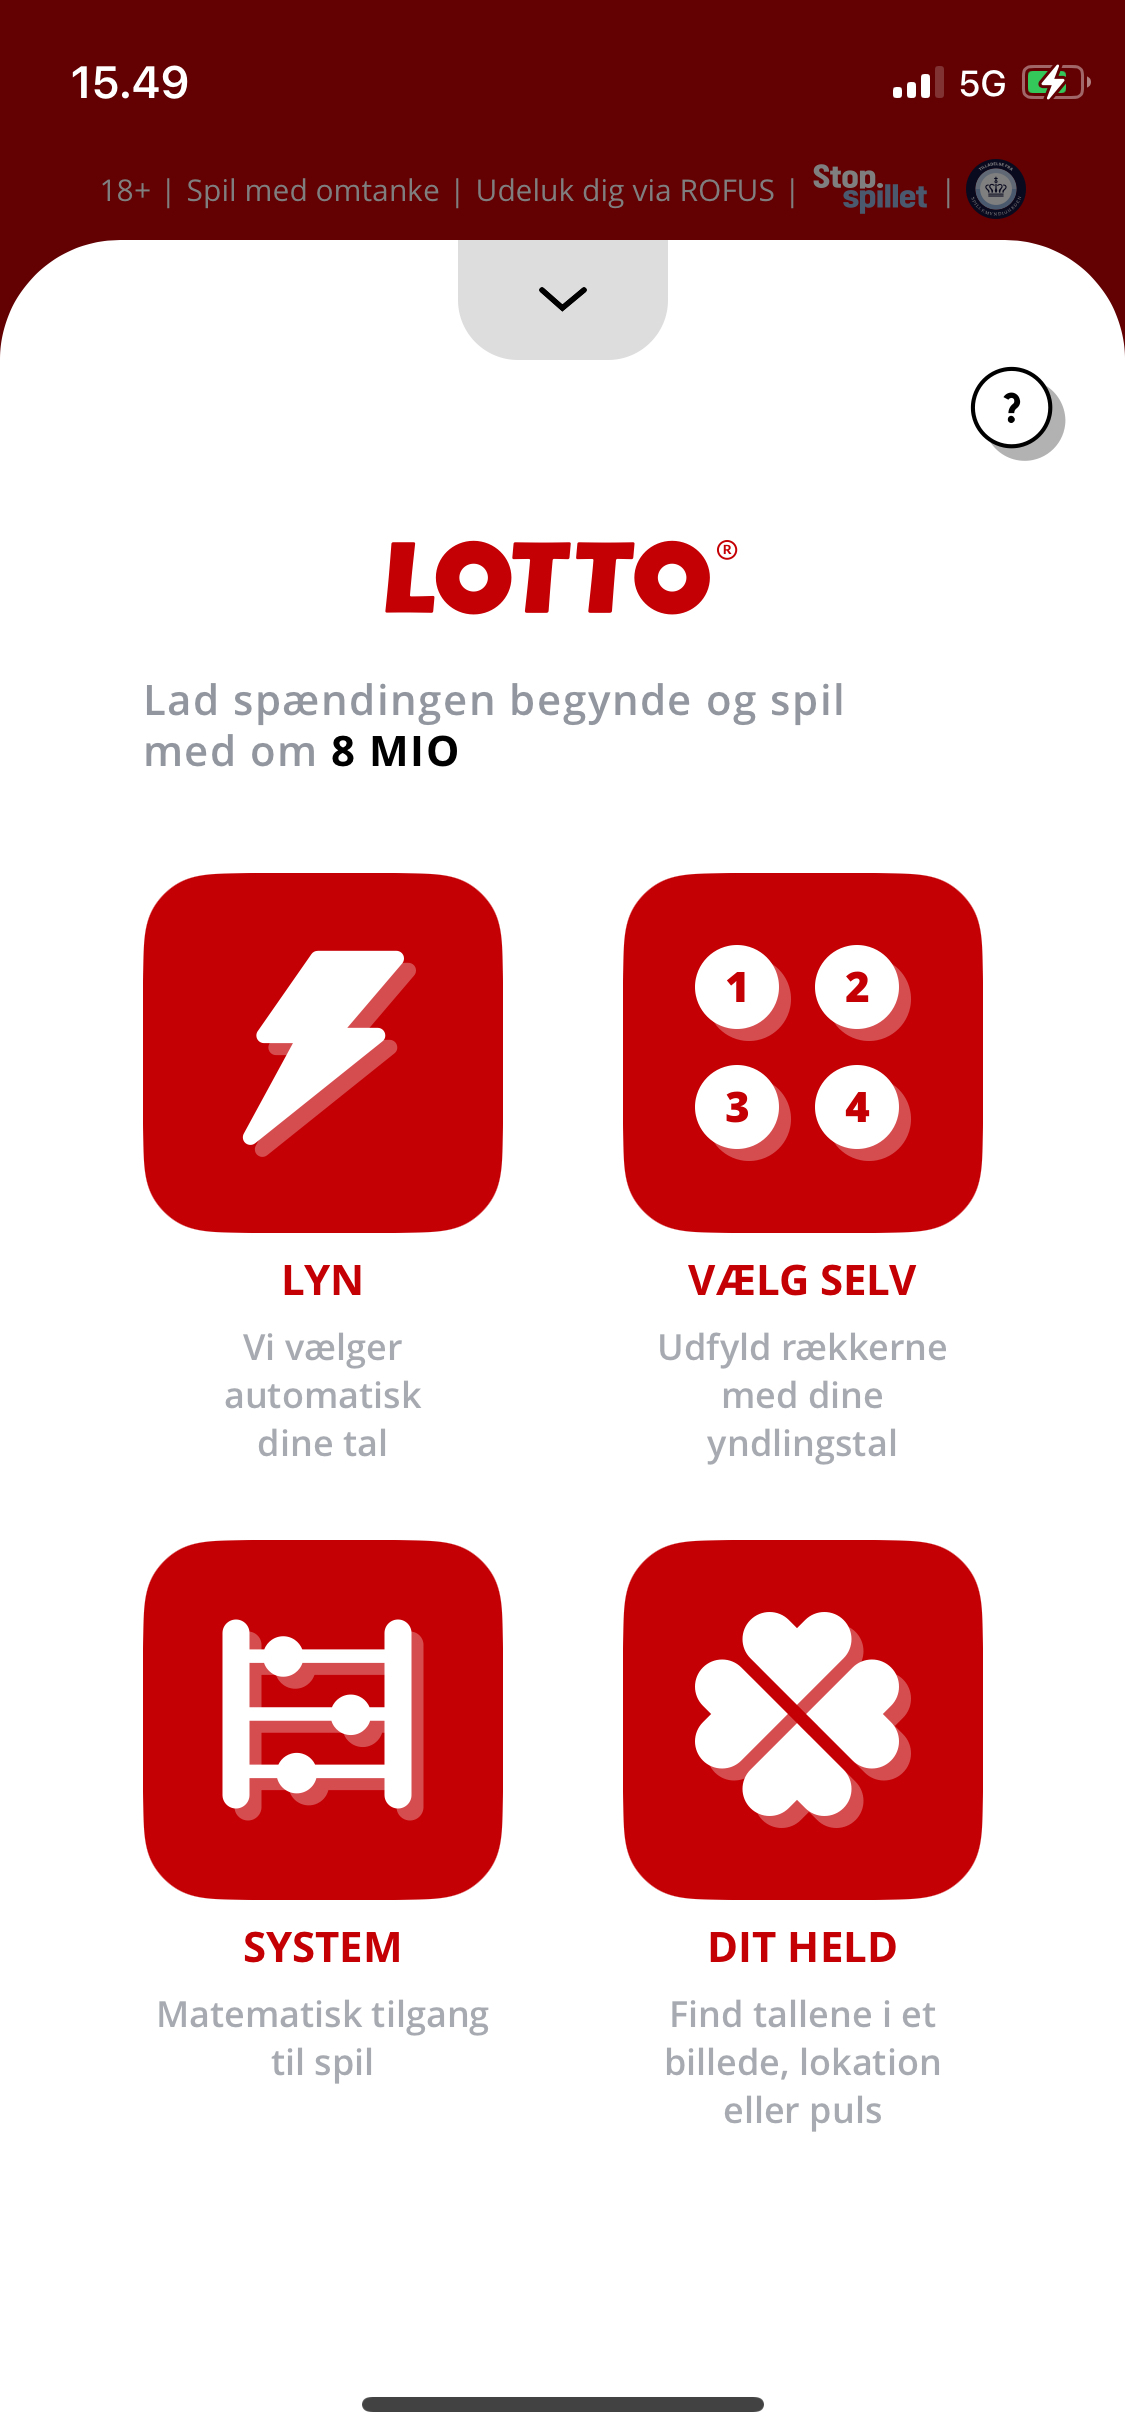 15.49
5G
18+ | Spil med omtanke | Udeluk dig via ROFUS | Stop. spillet |
?
LOTTO®
Lad spændingen begynde og spil
med om 8 MIO
1 2
3 4
LYN
Vi vælger
automatisk
dine tal
VÆLG SELV
Udfyld rækkerne
med dine
yndlingstal
SYSTEM
Matematisk tilgang
til spil
DIT HELD
Find tallene i et
billede, lokation
eller puls